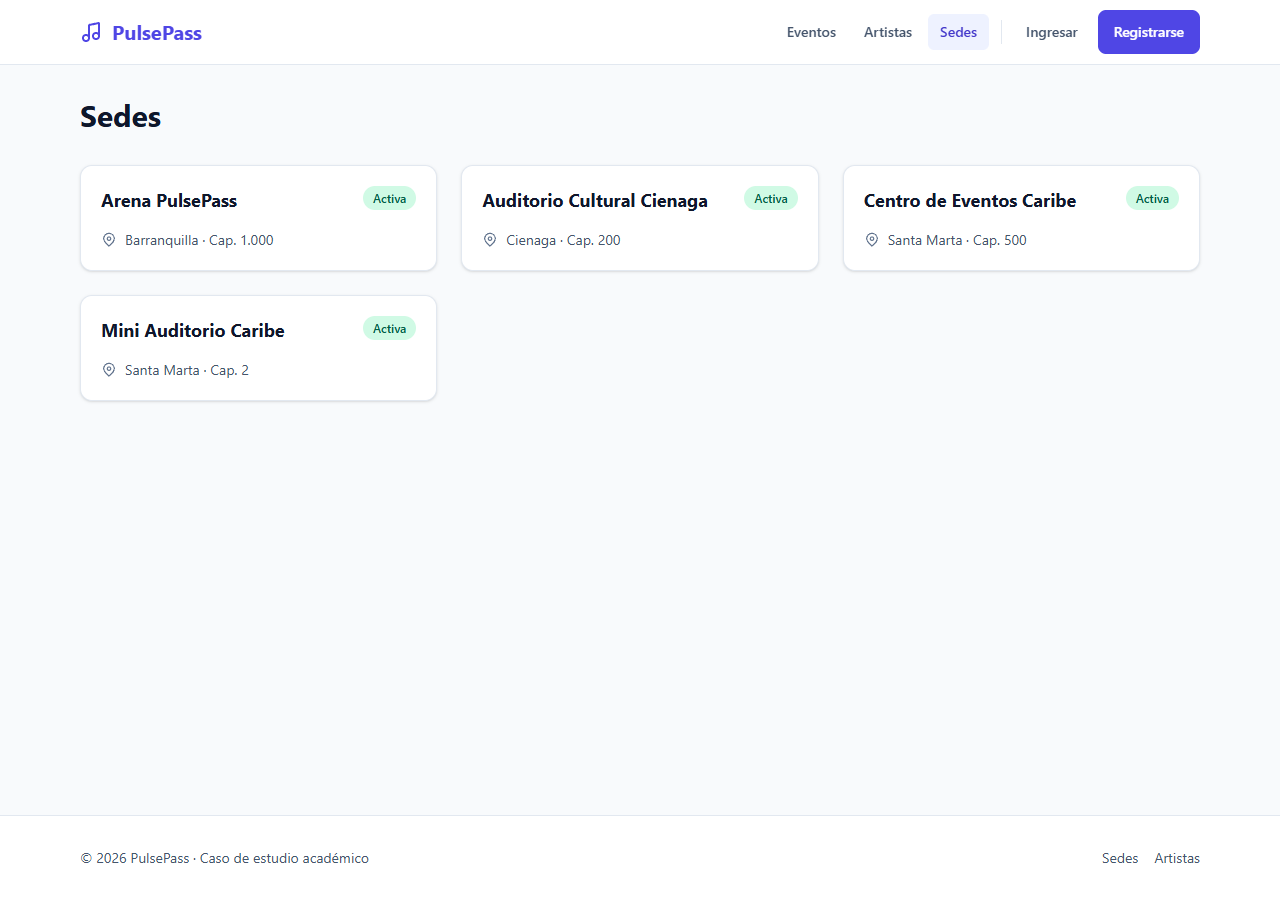 PulsePass
Eventos Artistas Sedes Ingresar Registrarse
Sedes
Arena PulsePass Activa
Barranquilla · Cap. 1.000
Auditorio Cultural Cienaga Activa
Cienaga · Cap. 200
Centro de Eventos Caribe Activa
Santa Marta · Cap. 500
Mini Auditorio Caribe Activa
Santa Marta · Cap. 2
© 2026 PulsePass · Caso de estudio académico
Sedes Artistas